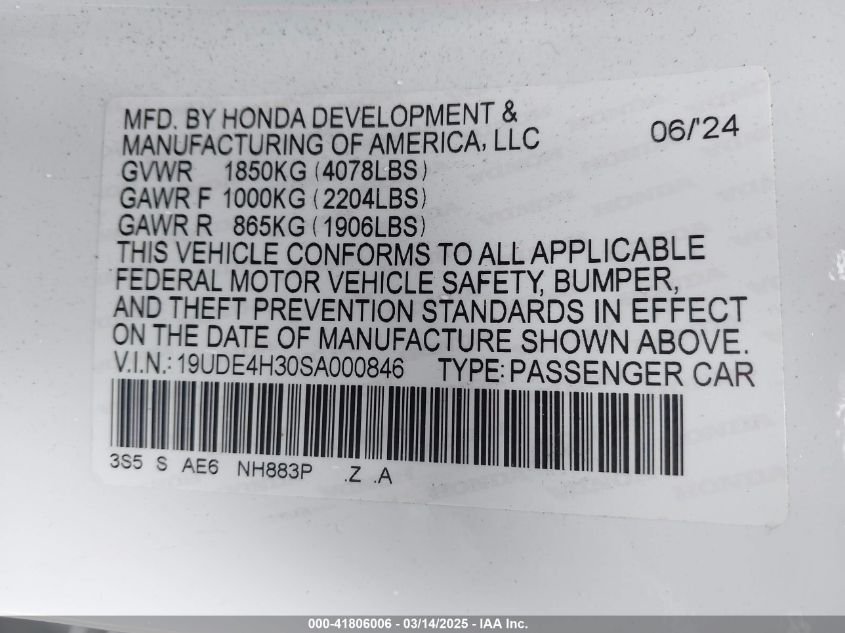 MFD. BY HONDA DEVELOPMENT &
MANUFACTURING OF AMERICA, LLC 06/'24
GVWR 1850KG (4078LBS)
GAWR F 1000KG (2204LBS)
GAWR R 865KG (1906LBS)
THIS VEHICLE CONFORMS TO ALL APPLICABLE
FEDERAL MOTOR VEHICLE SAFETY, BUMPER,
AND THEFT PREVENTION STANDARDS IN EFFECT
ON THE DATE OF MANUFACTURE SHOWN ABOVE.
V.I.N.: 19UDE4H30SA000846 TYPE: PASSENGER CAR
3S5 S AE6 NH883P .Z .A
000-41806006 - 03/14/2025 - IAA Inc.